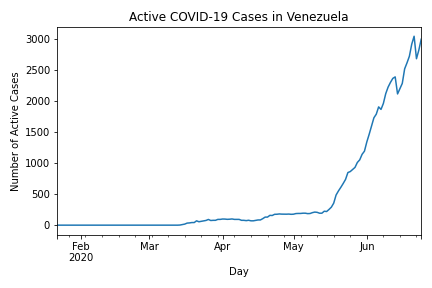 Active COVID-19 Cases in Venezuela
3000
2500
2000
1500
1000
500
0
Number of Active Cases
Feb Mar Apr May Jun
2020
Day